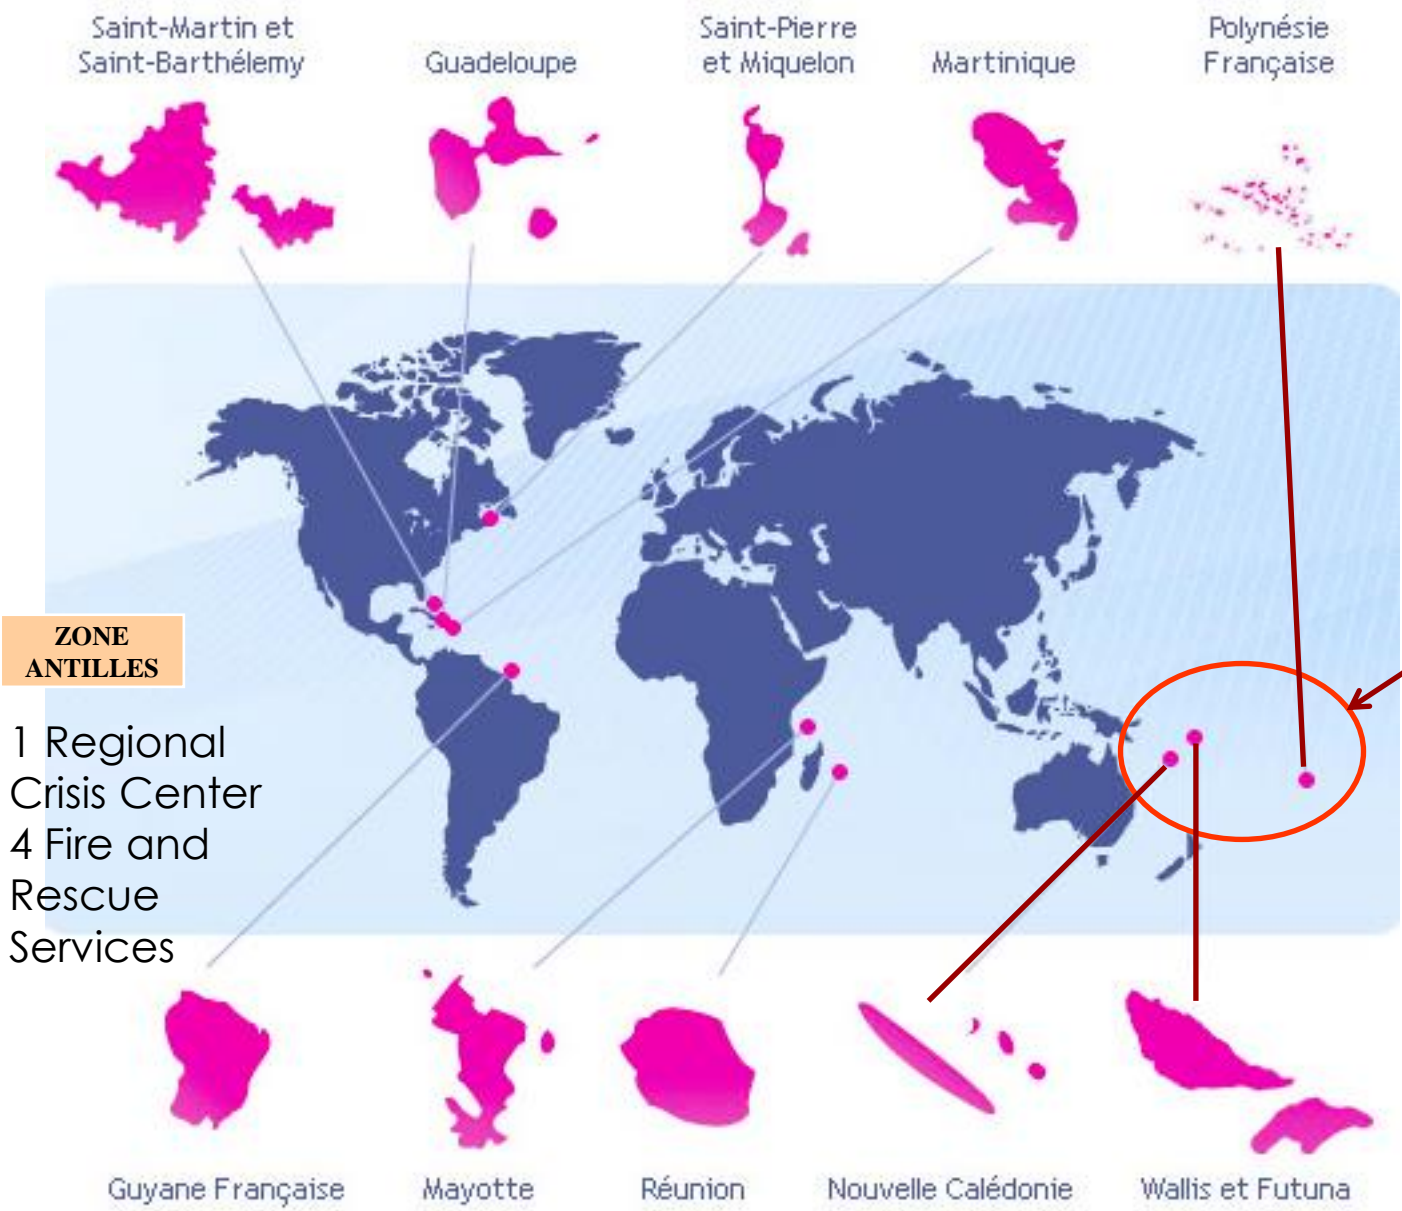 Saint-Martin et
Saint-Barthélemy
Guadeloupe
Saint-Pierre
et Miquelon
Martinique
Polynésie
Française
ZONE
ANTILLES
1 Regional
Crisis Center
4 Fire and
Rescue
Services
Guyane Française
Mayotte
Réunion
Nouvelle Calédonie
Wallis et Futuna